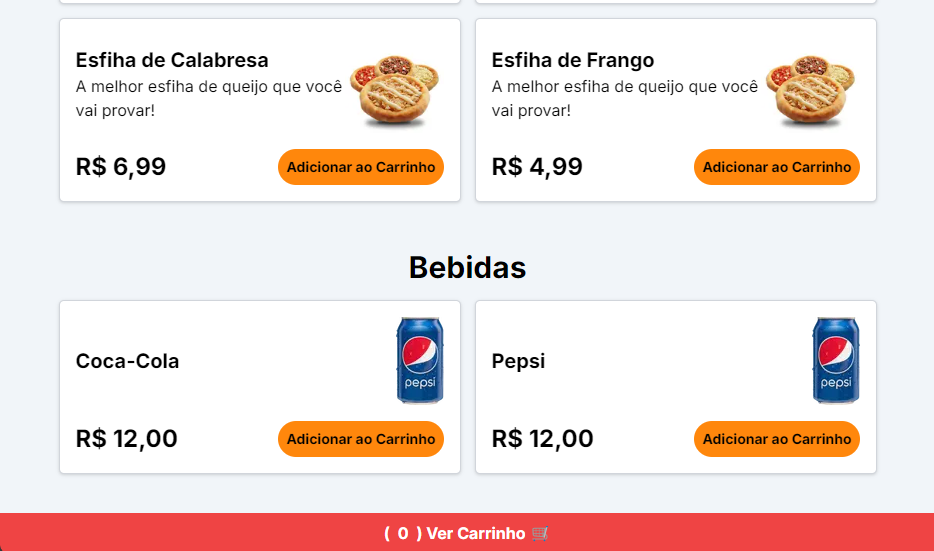 Esfiha de Calabresa
A melhor esfiha de queijo que você
vai provar!
R$ 6,99
Adicionar ao Carrinho
Esfiha de Frango
A melhor esfiha de queijo que você
vai provar!
R$ 4,99
Adicionar ao Carrinho
Bebidas
Coca-Cola
pepsi
R$ 12,00
Adicionar ao Carrinho
Pepsi
pepsi
R$ 12,00
Adicionar ao Carrinho
( 0 ) Ver Carrinho 🛒